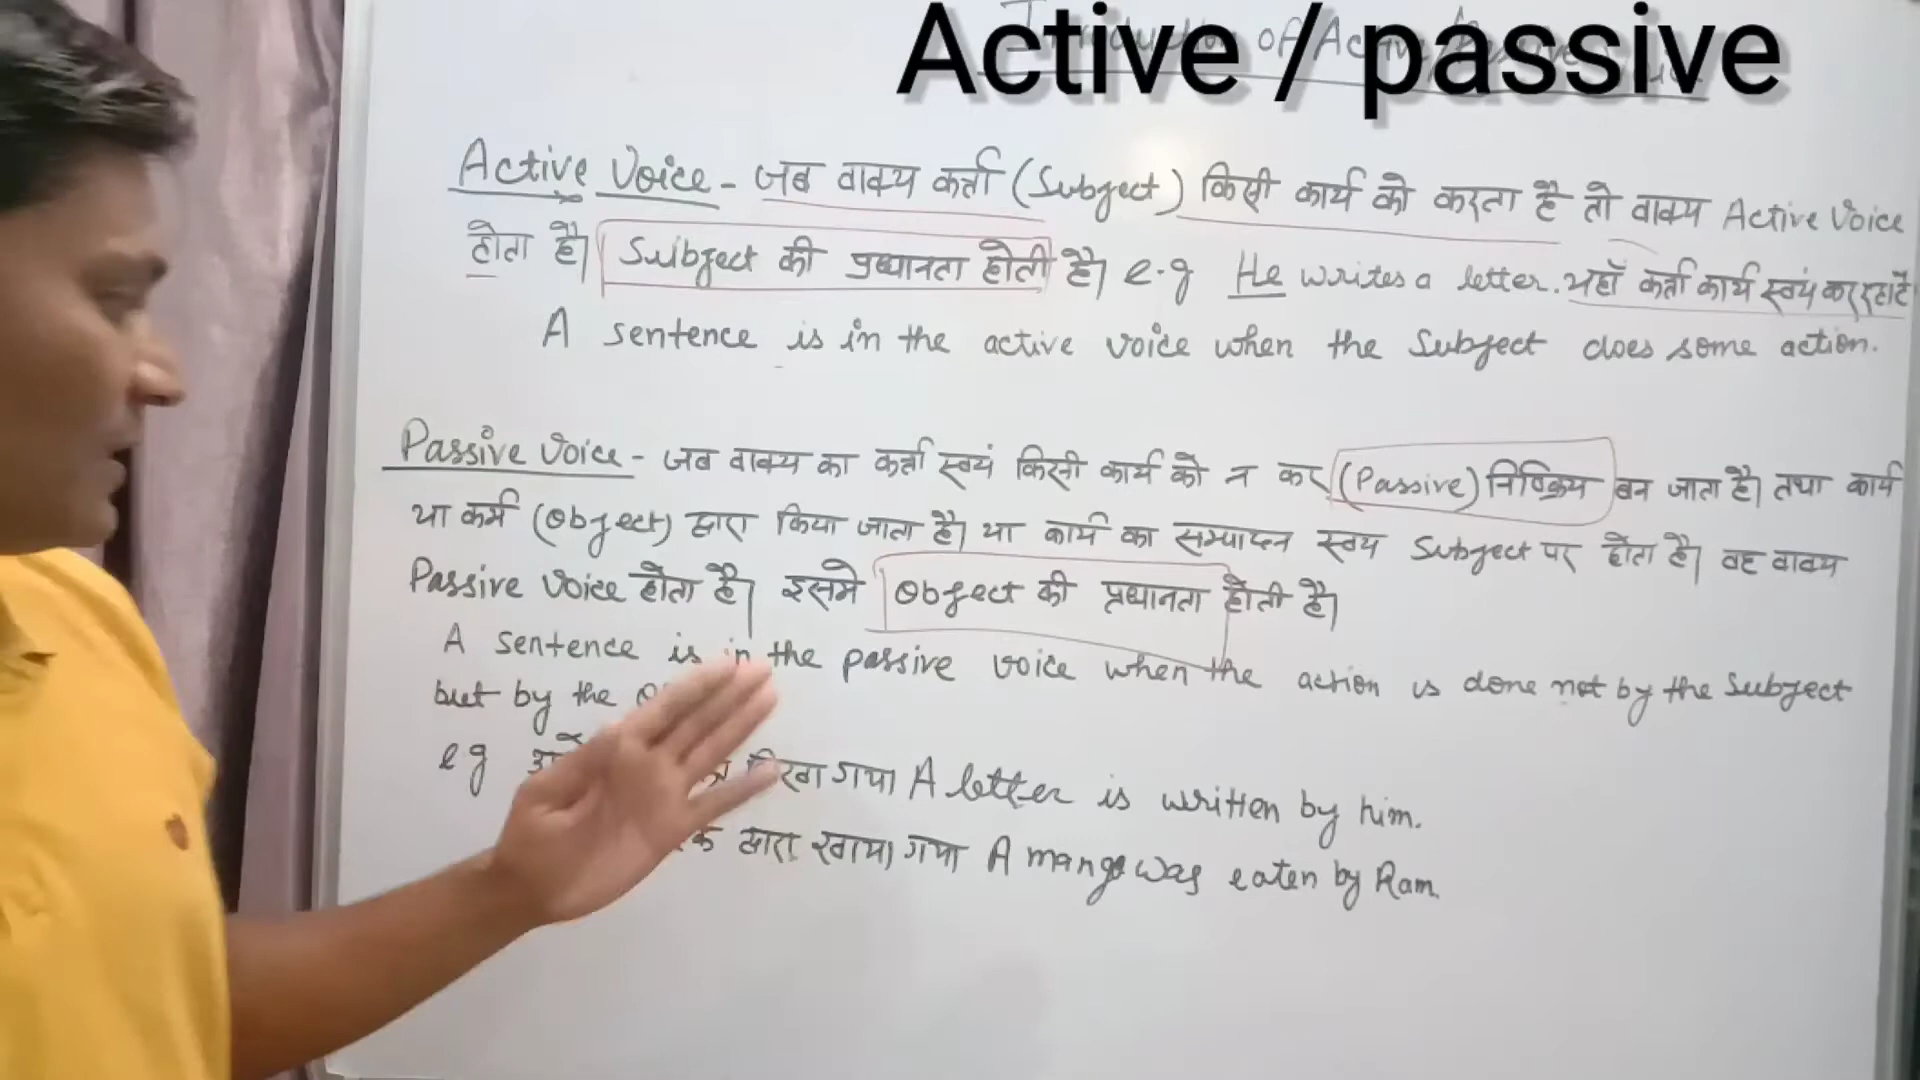 Active / passive
Introduction of Active
Active Voice - जब वाक्य कर्ता (Subject) किसी कार्य को करता है तो वाक्य Active Voice
होता है। Subject की प्रधानता होती है। e.g He writes a letter. यहाँ कर्ता कार्य स्वयं कर रहा है
A sentence is in the active voice when the Subject does some action.
Passive Voice - जब वाक्य का कर्ता स्वयं किसी कार्य को न कर (Passive) निष्क्रिय बन जाता है। तथा कार्य
या कर्म (Object) द्वारा किया जाता है। या कार्य का सम्पादन स्वय Subject पर होता है। वह वाक्य
Passive Voice होता है। इसमे Object की प्रधानता होती है।
A sentence is in the passive voice when the action is done not by the Subject
but by the
eg लिखा गया A letter is written by him.
द्वारा खाया गया A mango was eaten by Ram.